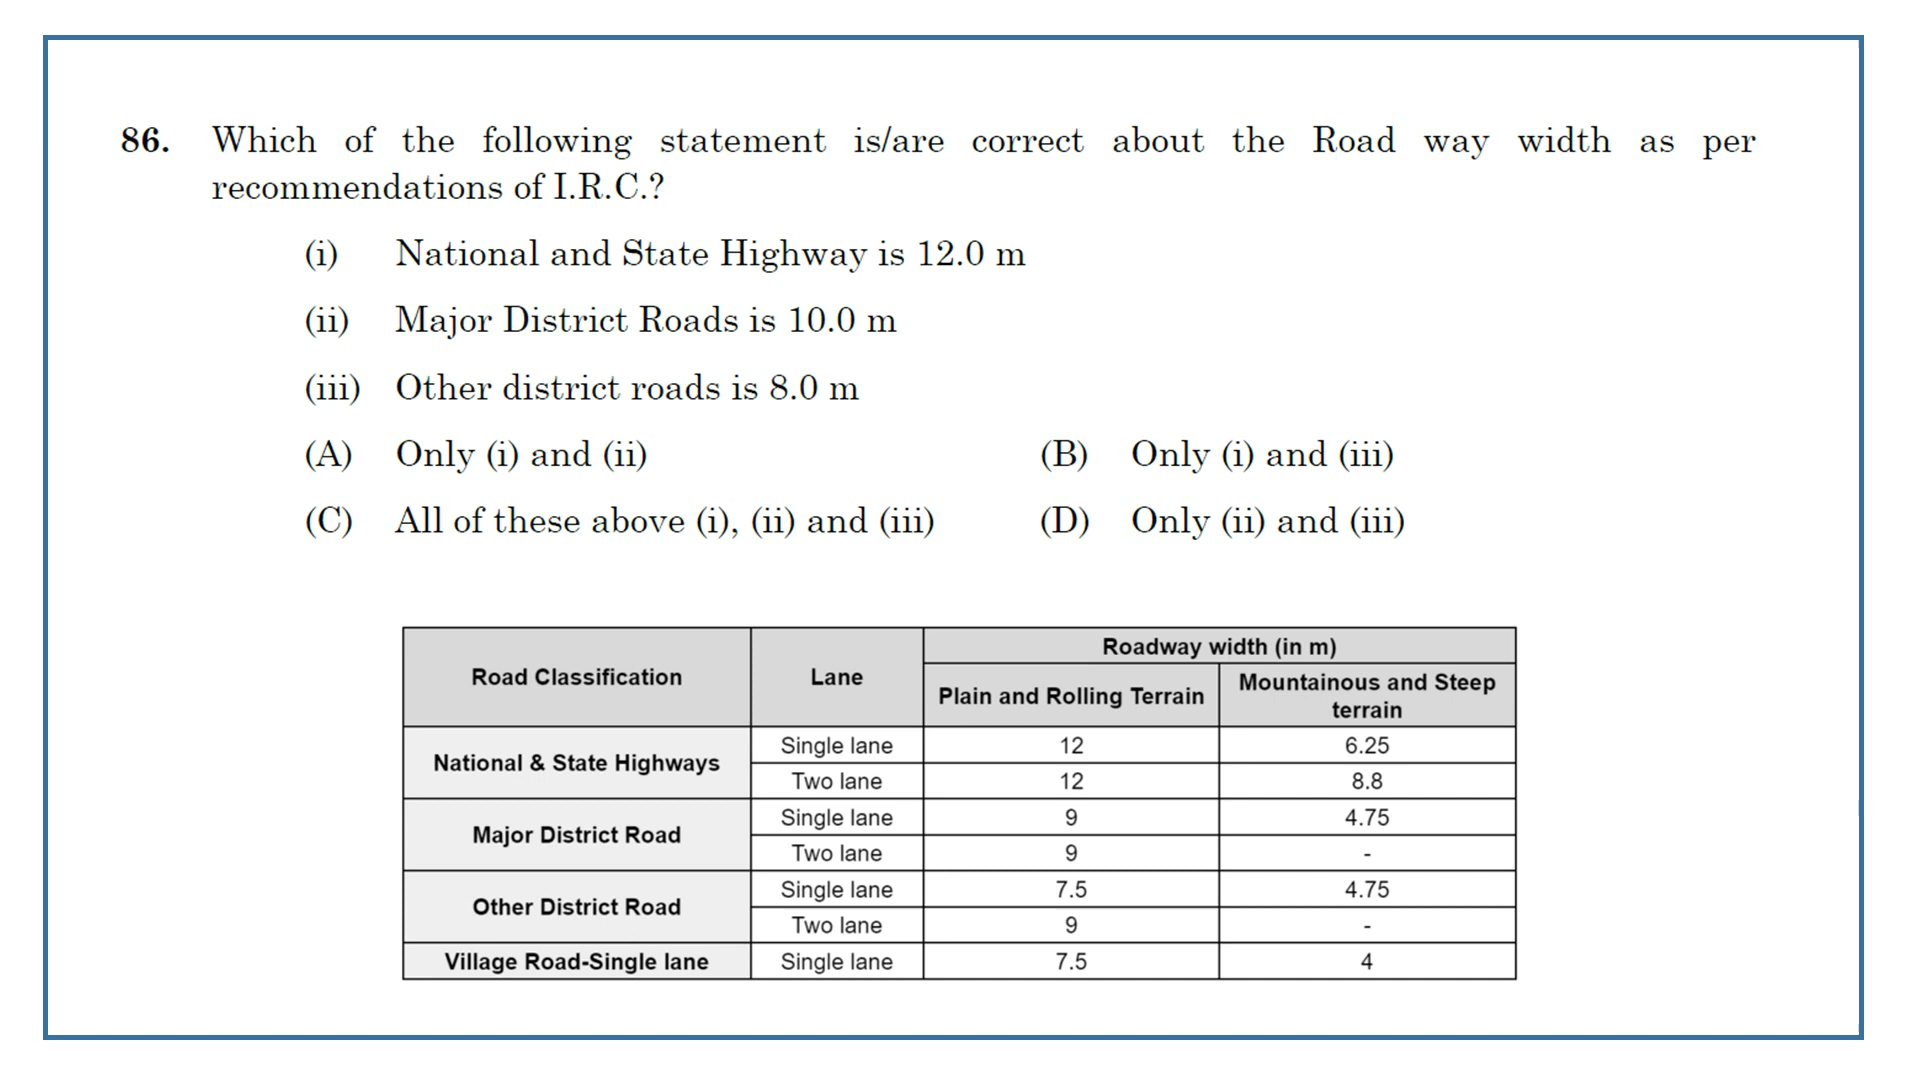 86. Which of the following statement is/are correct about the Road way width as per
recommendations of I.R.C.?
(i) National and State Highway is 12.0 m
(ii) Major District Roads is 10.0 m
(iii) Other district roads is 8.0 m
(A) Only (i) and (ii) (B) Only (i) and (iii)
(C) All of these above (i), (ii) and (iii) (D) Only (ii) and (iii)
Road Classification Lane Roadway width (in m)
Plain and Rolling Terrain Mountainous and Steep
terrain
National & State Highways Single lane 12 6.25
Two lane 12 8.8
Major District Road Single lane 9 4.75
Two lane 9 -
Other District Road Single lane 7.5 4.75
Two lane 9 -
Village Road-Single lane Single lane 7.5 4